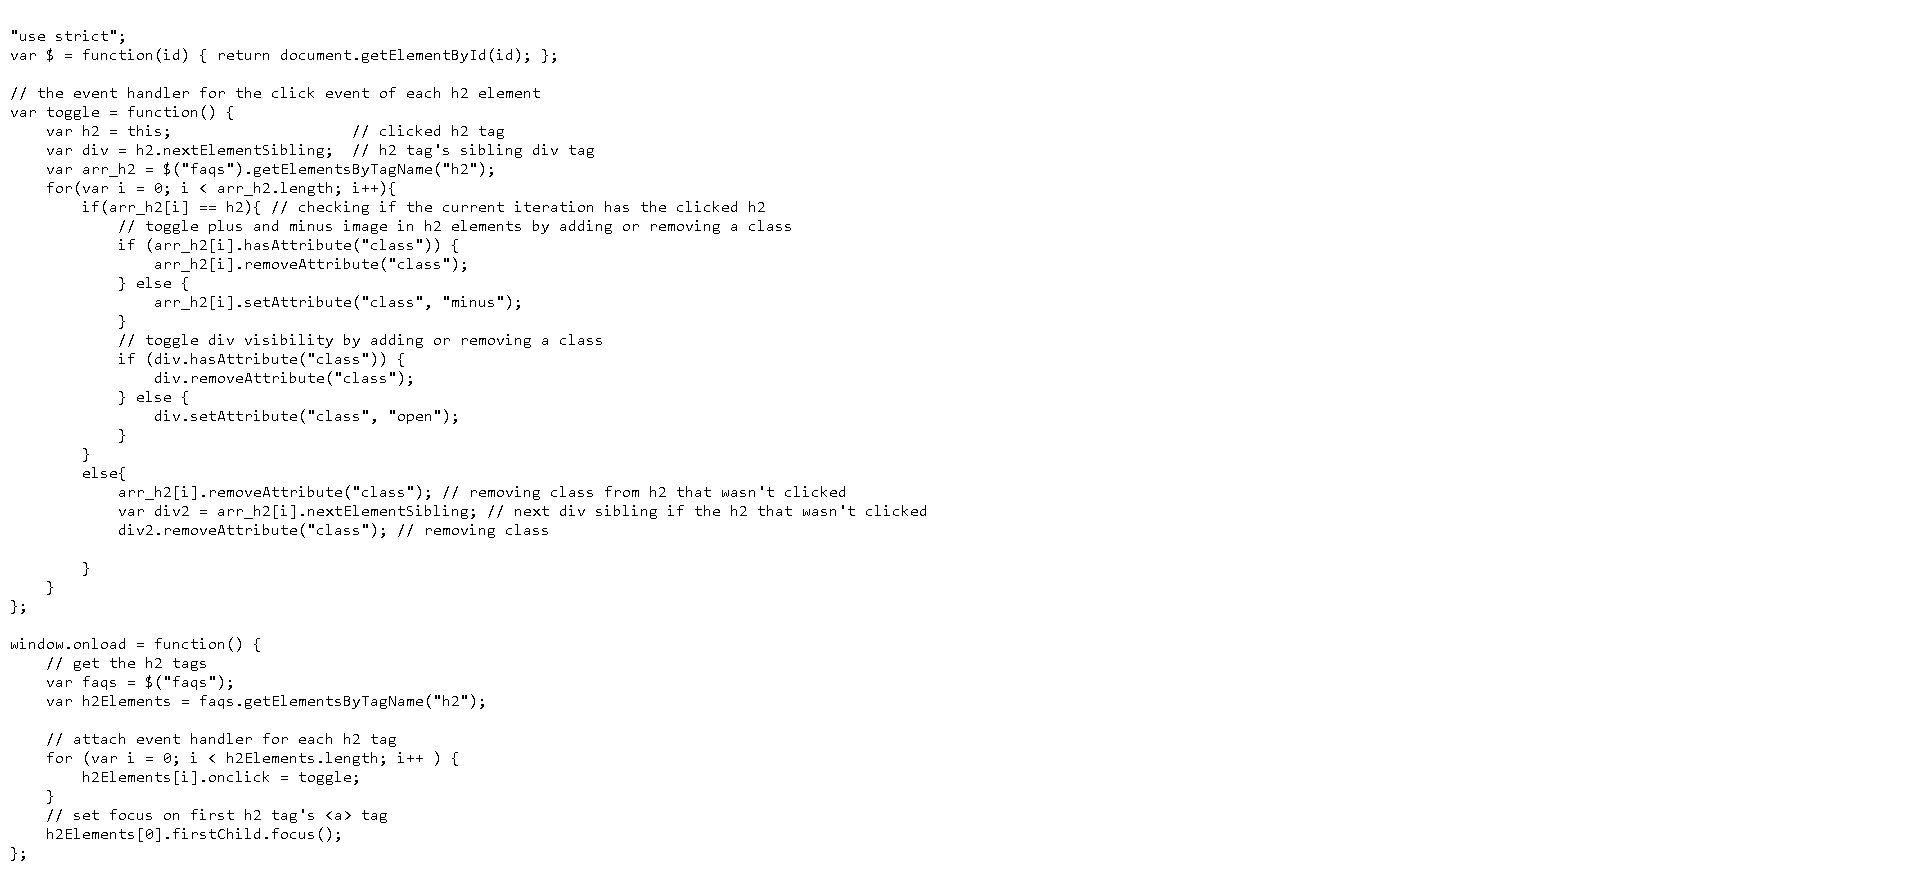 "use strict";
var $ = function(id) { return document.getElementById(id); };

// the event handler for the click event of each h2 element
var toggle = function() {
    var h2 = this;                    // clicked h2 tag
    var div = h2.nextElementSibling;  // h2 tag's sibling div tag
    var arr_h2 = $("faqs").getElementsByTagName("h2");
    for(var i = 0; i < arr_h2.length; i++){
        if(arr_h2[i] == h2){ // checking if the current iteration has the clicked h2
            // toggle plus and minus image in h2 elements by adding or removing a class
            if (arr_h2[i].hasAttribute("class")) {
                arr_h2[i].removeAttribute("class");
            } else {
                arr_h2[i].setAttribute("class", "minus");
            }
            // toggle div visibility by adding or removing a class
            if (div.hasAttribute("class")) {
                div.removeAttribute("class");
            } else {
                div.setAttribute("class", "open");
            }
        }
        else{
            arr_h2[i].removeAttribute("class"); // removing class from h2 that wasn't clicked
            var div2 = arr_h2[i].nextElementSibling; // next div sibling if the h2 that wasn't clicked
            div2.removeAttribute("class"); // removing class

        }
    }
};

window.onload = function() {
    // get the h2 tags
    var faqs = $("faqs");
    var h2Elements = faqs.getElementsByTagName("h2");

    // attach event handler for each h2 tag
    for (var i = 0; i < h2Elements.length; i++ ) {
        h2Elements[i].onclick = toggle;
    }
    // set focus on first h2 tag's <a> tag
    h2Elements[0].firstChild.focus();
};